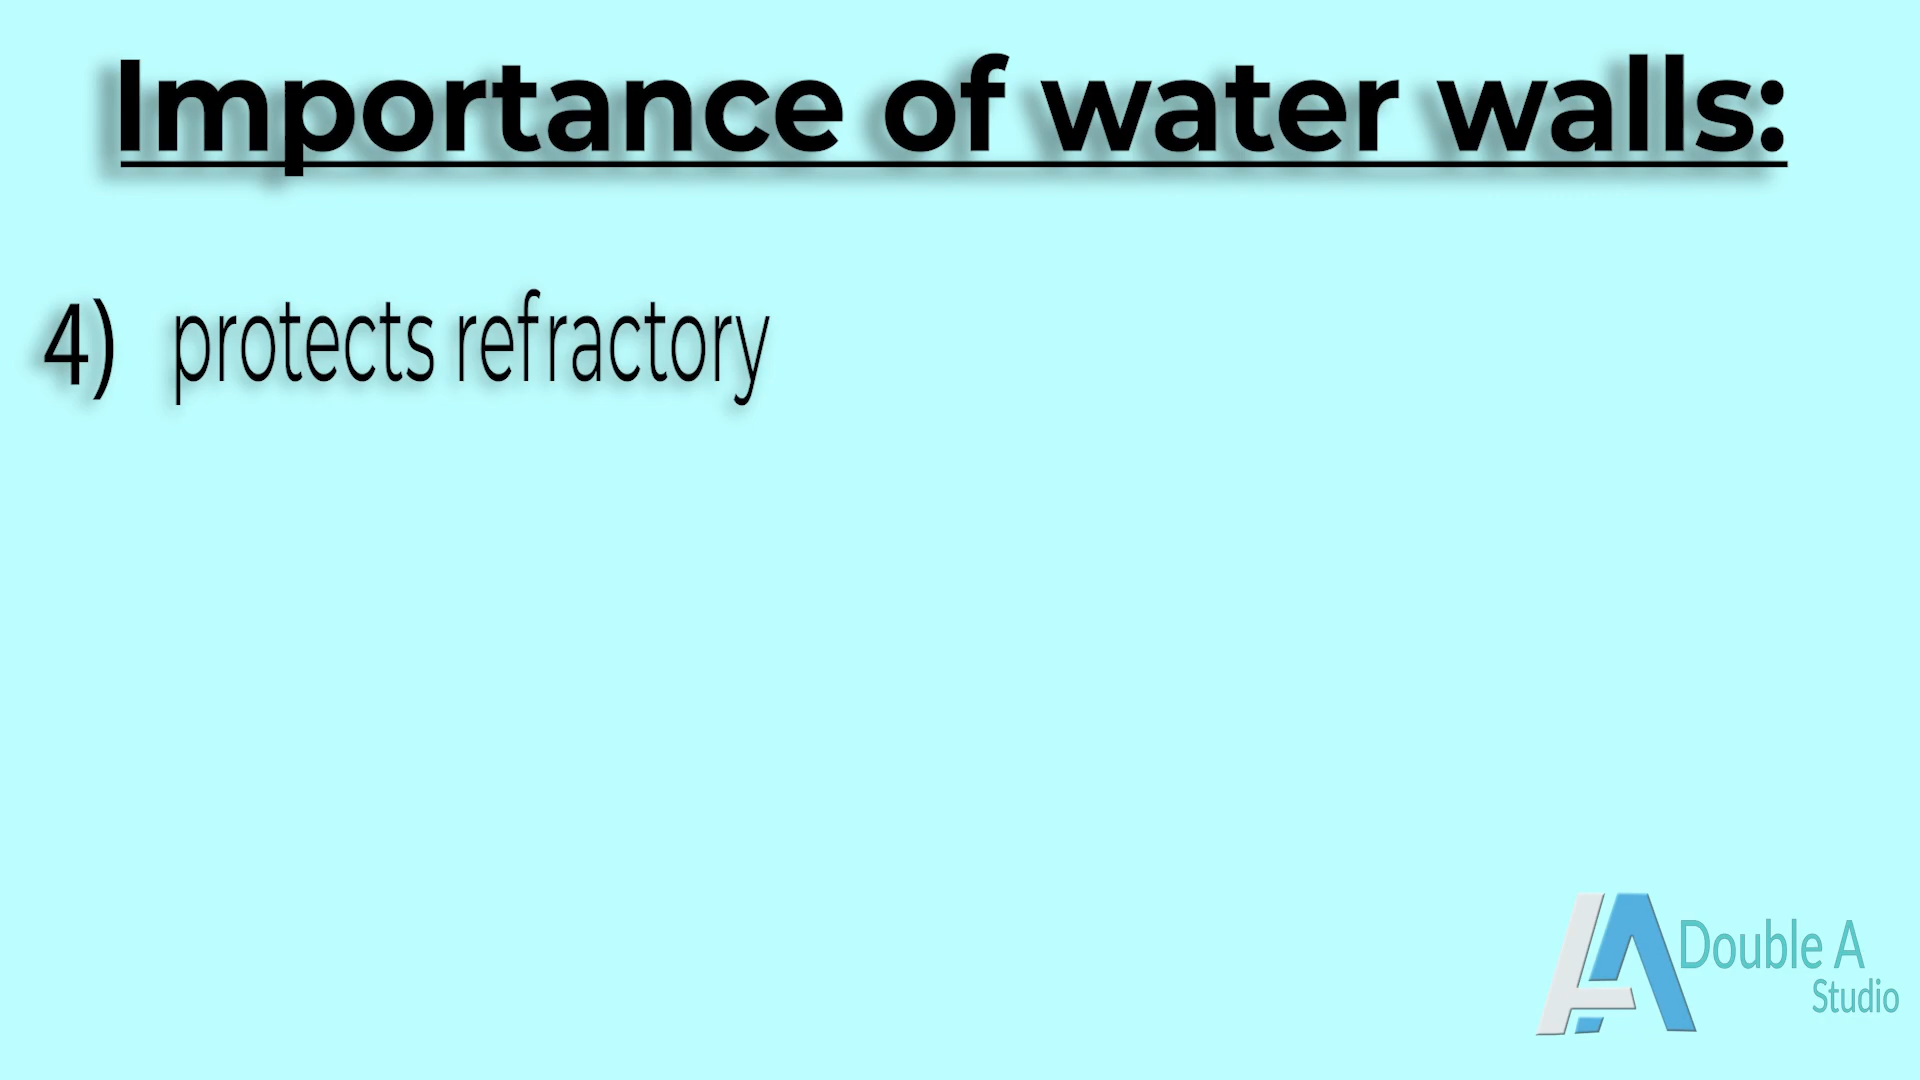 Importance of water walls:
4) protects refractory
Double A
Studio